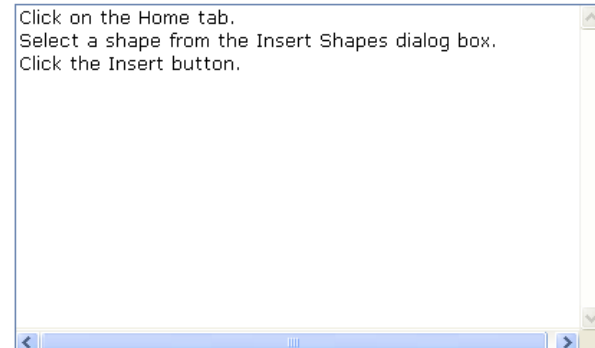 Click on the Home tab.
Select a shape from the Insert Shapes dialog box.
Click the Insert button.